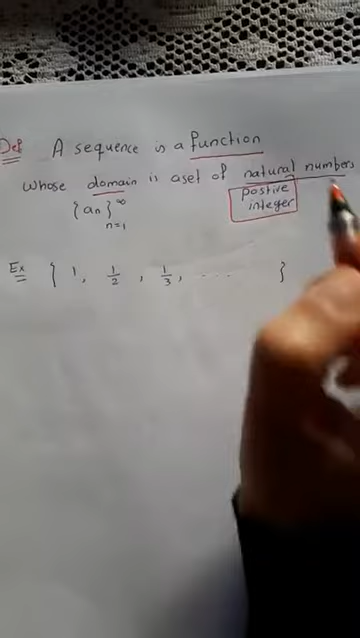 Def A sequence is a function
whose domain is a set of natural numbers
{an}∞ n=1
postive
integer
Ex { 1, 1/2, 1/3, .... }